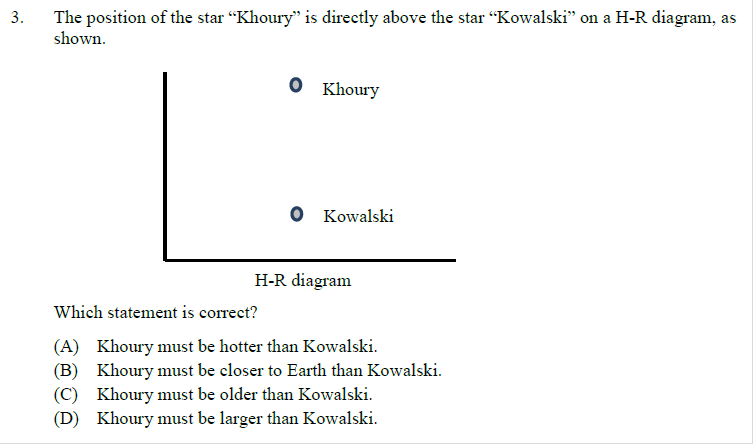 3. The position of the star “Khoury” is directly above the star “Kowalski” on a H-R diagram, as
shown.
Khoury
Kowalski
H-R diagram
Which statement is correct?
(A) Khoury must be hotter than Kowalski.
(B) Khoury must be closer to Earth than Kowalski.
(C) Khoury must be older than Kowalski.
(D) Khoury must be larger than Kowalski.